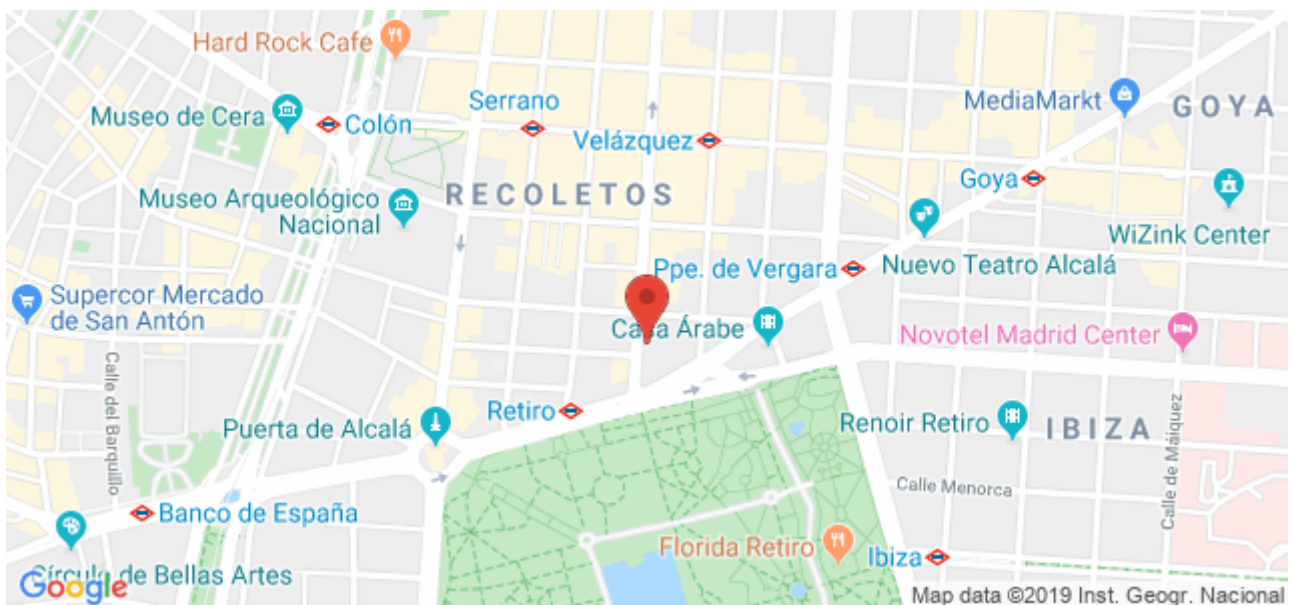 Hard Rock Cafe
Museo de Cera
Colón
Serrano
Velázquez
MediaMarkt
GOYA
Goya
Museo Arqueológico
Nacional
RECOLETOS
WiZink Center
Ppe. de Vergara
Nuevo Teatro Alcalá
Supercor Mercado
de San Antón
Casa Árabe
Novotel Madrid Center
Calle del Barquillo
Puerta de Alcalá
Retiro
Renoir Retiro
IBIZA
Calle de Máiquez
Calle Menorca
Banco de España
Florida Retiro
Ibiza
Círculo de Bellas Artes
Google
Map data ©2019 Inst. Geogr. Nacional